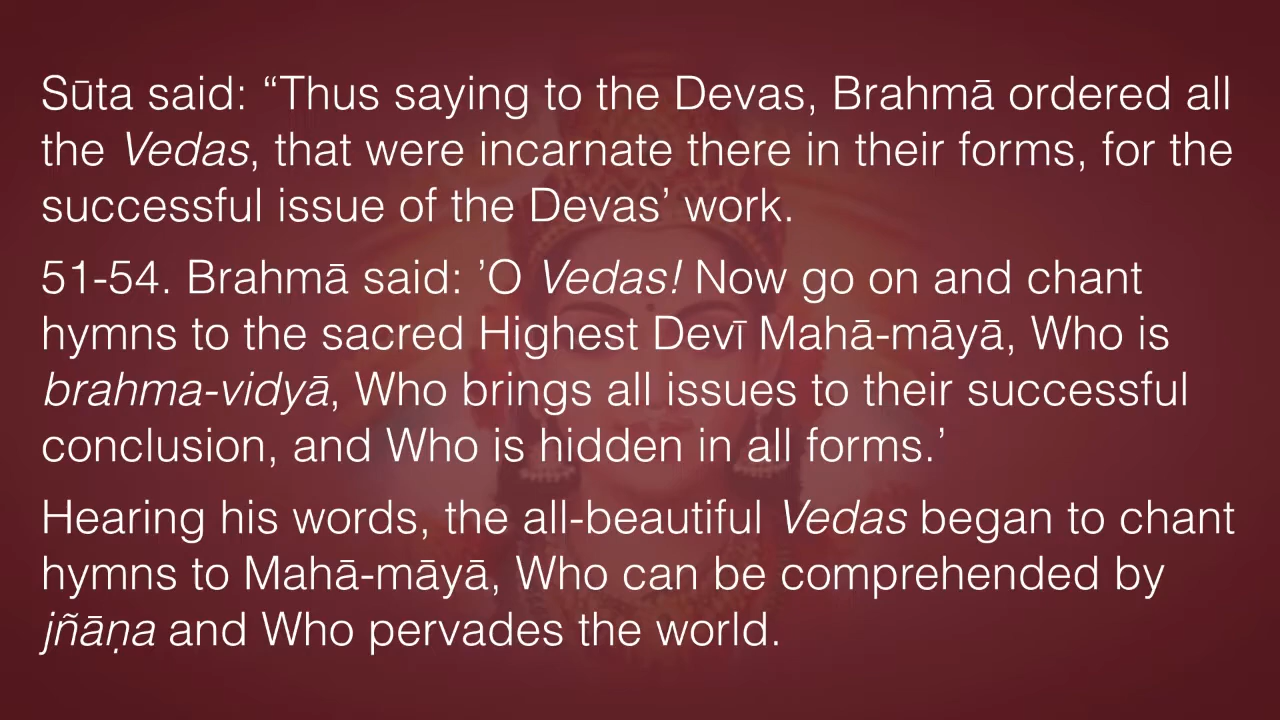 Sūta said: “Thus saying to the Devas, Brahmā ordered all
the Vedas, that were incarnate there in their forms, for the
successful issue of the Devas’ work.
51-54. Brahmā said: ’O Vedas! Now go on and chant
hymns to the sacred Highest Devī Mahā-māyā, Who is
brahma-vidyā, Who brings all issues to their successful
conclusion, and Who is hidden in all forms.’
Hearing his words, the all-beautiful Vedas began to chant
hymns to Mahā-māyā, Who can be comprehended by
jñāṇa and Who pervades the world.